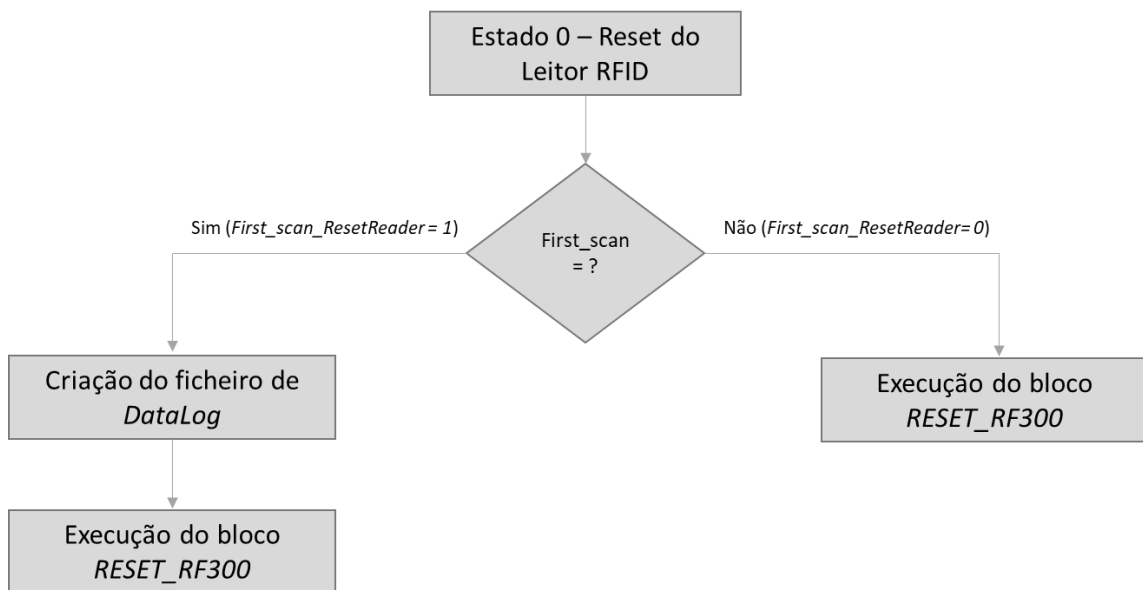 Estado 0 – Reset do
Leitor RFID
Sim (First_scan_ResetReader = 1)
First_scan
= ?
Não (First_scan_ResetReader= 0)
Criação do ficheiro de
DataLog
Execução do bloco
RESET_RF300
Execução do bloco
RESET_RF300